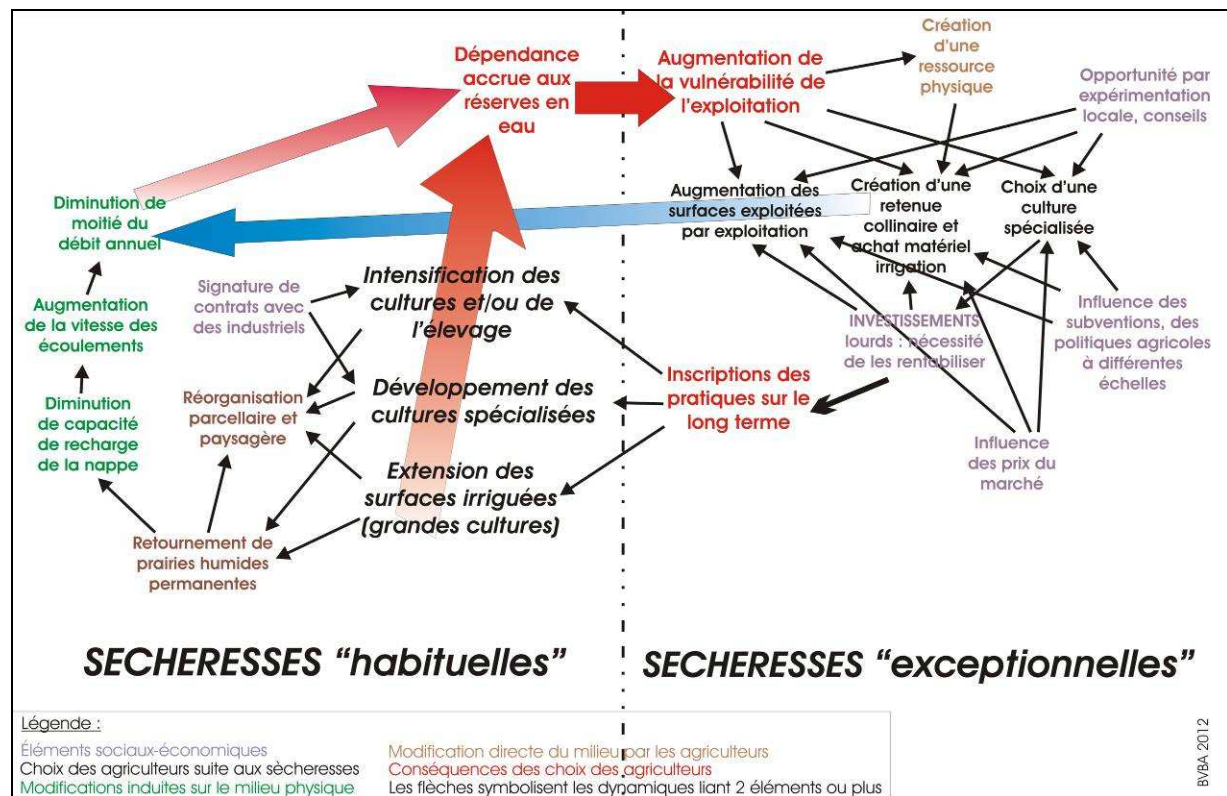 Dépendance
accrue aux
réserves en
eau
Augmentation de
la vulnérabilité de
l'exploitation
Création
d'une
ressource
physique
Opportunité par
expérimentation
locale, conseils
Diminution de
moitié du
débit annuel
Augmentation des
surfaces exploitées
par exploitation
Création d'une
retenue
collinaire et
achat matériel
irrigation
Choix d'une
culture
spécialisée
Signature de
contrats avec
des industriels
Intensification des
cultures et/ou de
l'élevage
Augmentation
de la vitesse des
écoulements
INVESTISSEMENTS
lourds : nécessité
de les rentabiliser
Influence des
subventions, des
politiques agricoles
à différentes
échelles
Diminution
de capacité
de recharge
de la nappe
Réorganisation
parcellaire et
paysagère
Développement des
cultures spécialisées
Inscriptions des
pratiques sur le
long terme
Influence
des prix du
marché
Extension des
surfaces irriguées
(grandes cultures)
Retournement de
prairies humides
permanentes
SECHERESSES "habituelles"
SECHERESSES "exceptionnelles"
Légende :
Éléments sociaux-économiques
Choix des agriculteurs suite aux sècheresses
Modifications induites sur le milieu physique
Modification directe du milieu par les agriculteurs
Conséquences des choix des agriculteurs
Les flèches symbolisent les dynamiques liant 2 éléments ou plus
BVBA 2012